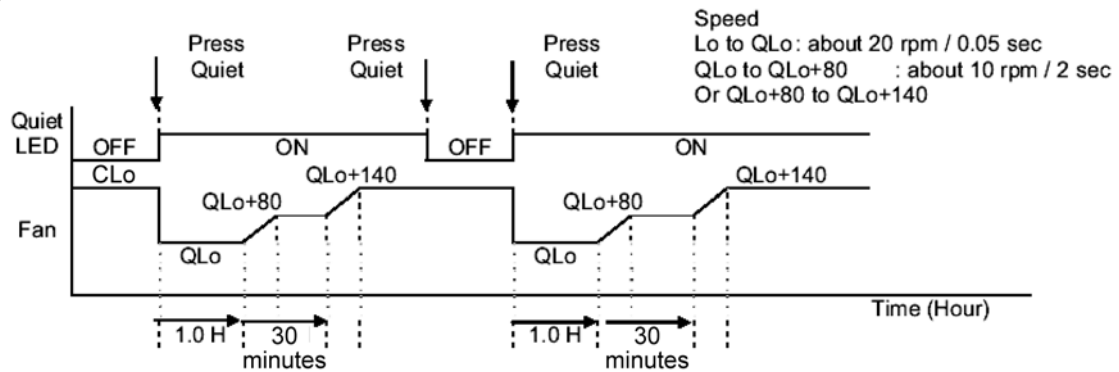 Speed
Lo to QLo: about 20 rpm / 0.05 sec
QLo to QLo+80 : about 10 rpm / 2 sec
Or QLo+80 to QLo+140
Press
Quiet
Press
Quiet
Press
Quiet
Quiet
LED
OFF
ON
OFF
ON
CLo
QLo+80
QLo+140
QLo+80
QLo+140
Fan
QLo
QLo
Time (Hour)
1.0 H
30
minutes
1.0 H
30
minutes